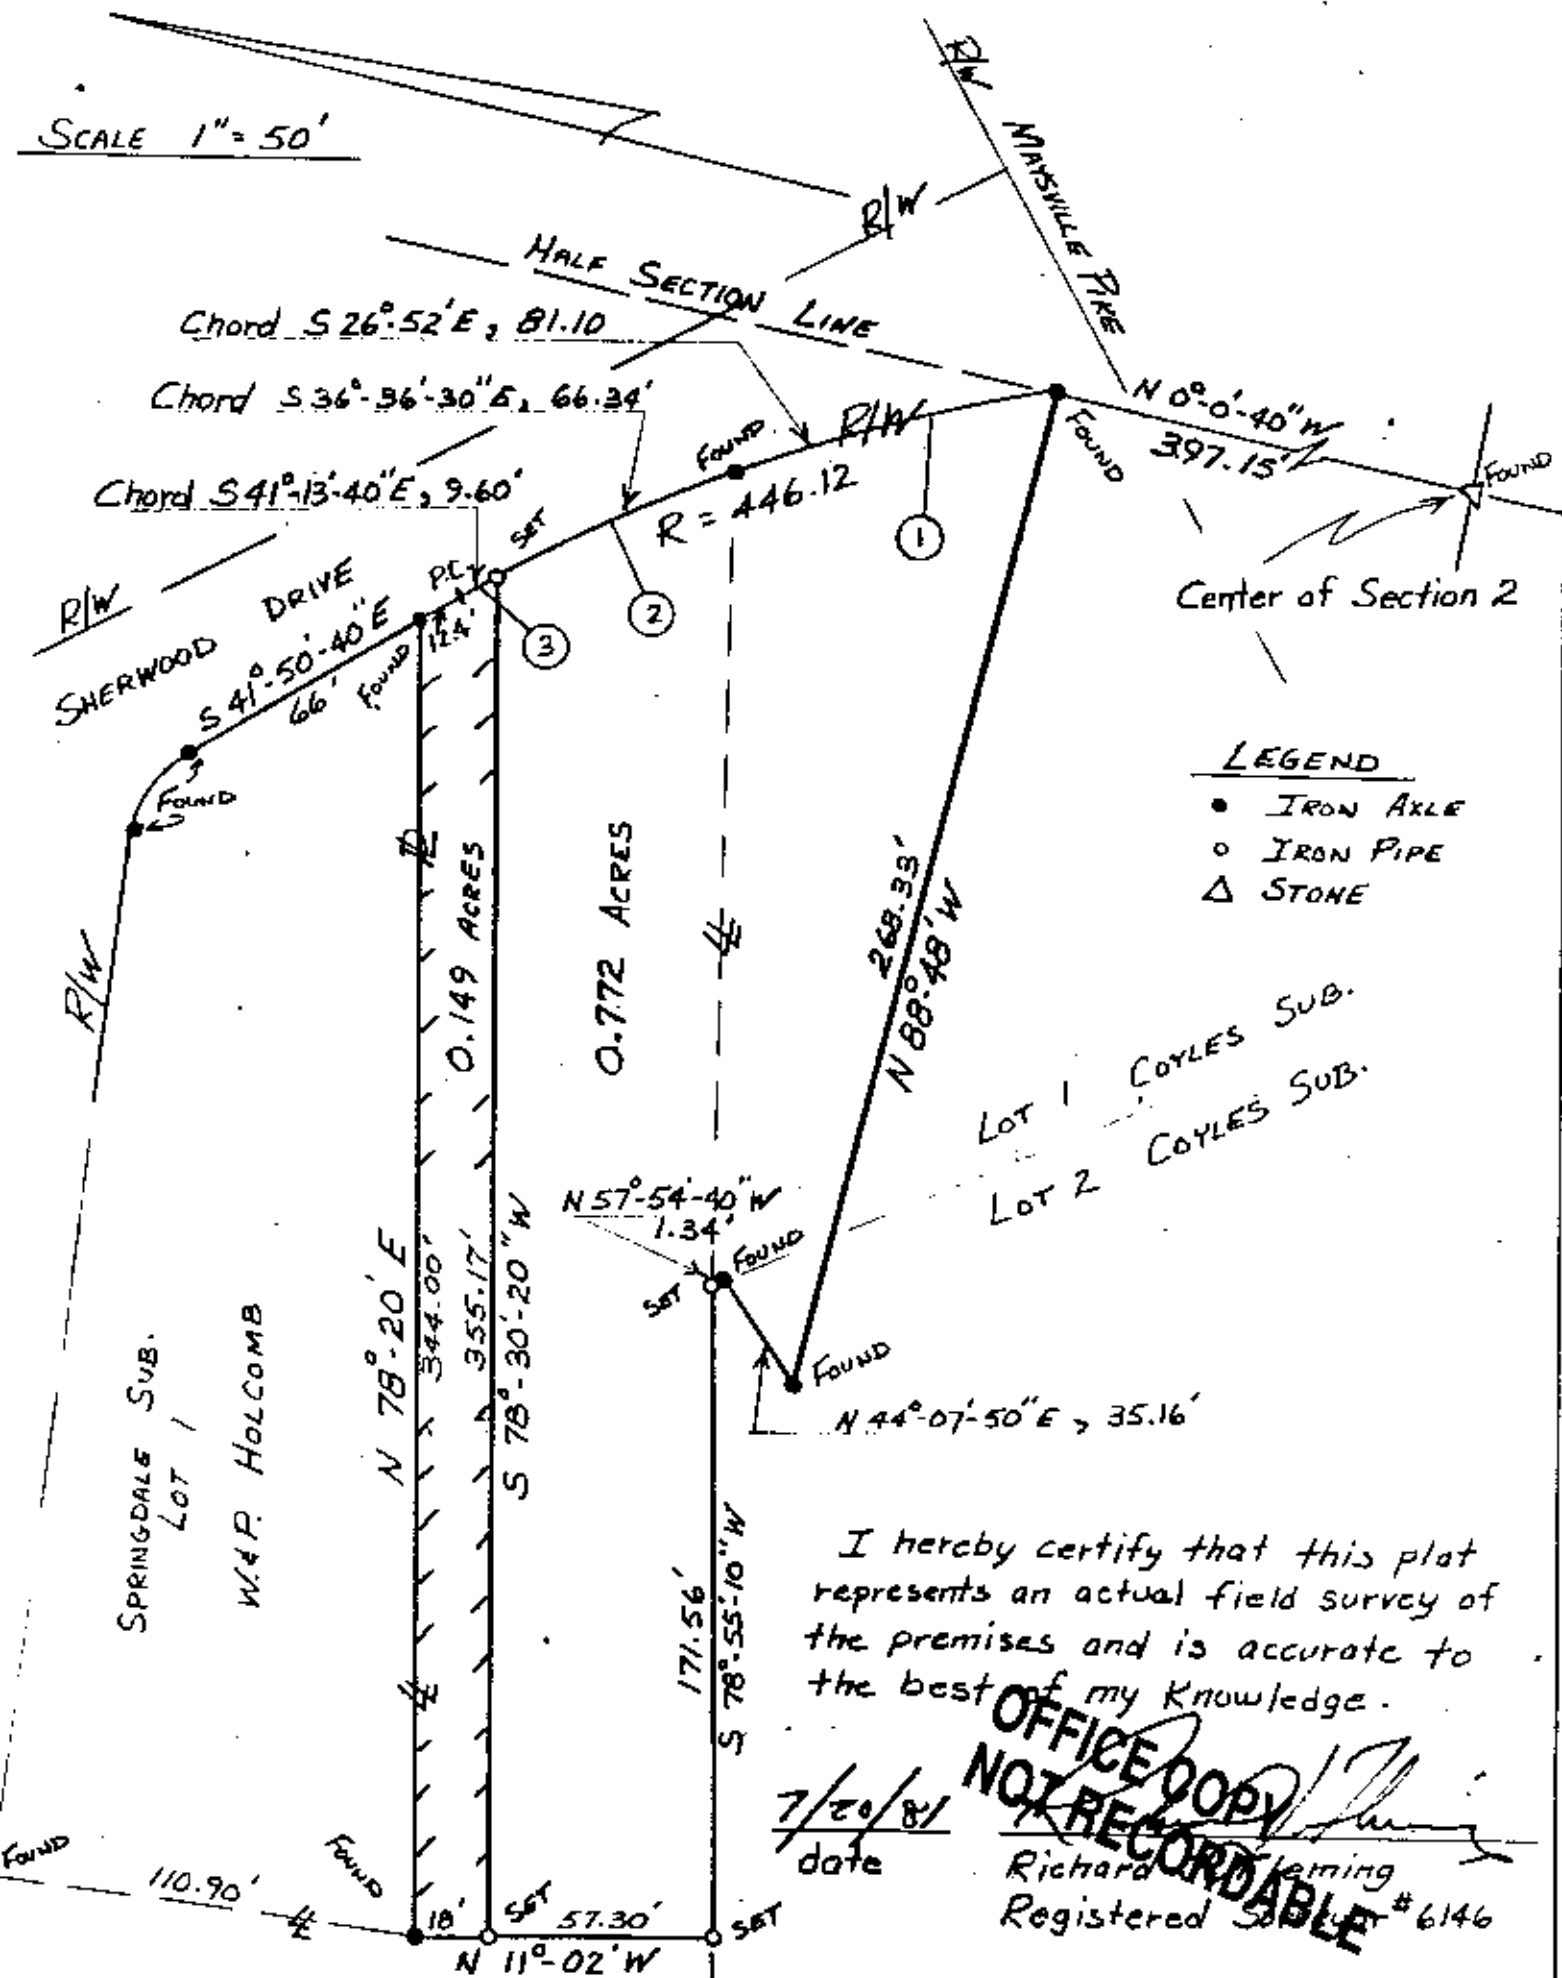 SCALE 1"= 50'
R/W
MAYSVILLE PIKE
R/W
HALF SECTION LINE
Chord S 26°-52' E, 81.10
Chord S 36°-36'-30" E, 66.34'
Chord S 41°-13'-40" E, 9.60'
N 0°-0'-40" W
397.15'
FOUND
FOUND
FOUND
R/W
R = 446.12
SET
P.C.
12.4'
1
2
3
Center of Section 2
R/W
SHERWOOD DRIVE
S 41°-50'-40" E
66'
FOUND
FOUND
R/W
LEGEND
● IRON AXLE
○ IRON PIPE
△ STONE
0.149 ACRES
0.772 ACRES
268.33'
N 88°-48' W
LOT 1 COYLES SUB.
LOT 2 COYLES SUB.
N 57°-54'-40" W
1.34'
FOUND
SET
FOUND
N 44°-07'-50" E, 35.16'
N 78°-20' E
344.00'
355.17'
S 78°-30'-20" W
SPRINGDALE SUB.
LOT 1
W. & P. HOLCOMB
171.56'
S 78°-55'-10" W
I hereby certify that this plat
represents an actual field survey of
the premises and is accurate to
the best of my Knowledge.
OFFICE COPY
NOT RECORDABLE
7/20/81
date
Richard Fleming
Registered Surveyor #6146
FOUND
110.90'
FOUND
18'
SET
57.30'
SET
N 11°-02' W